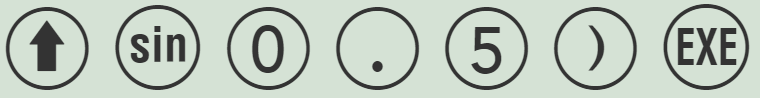 ↑ sin 0 . 5 ) EXE